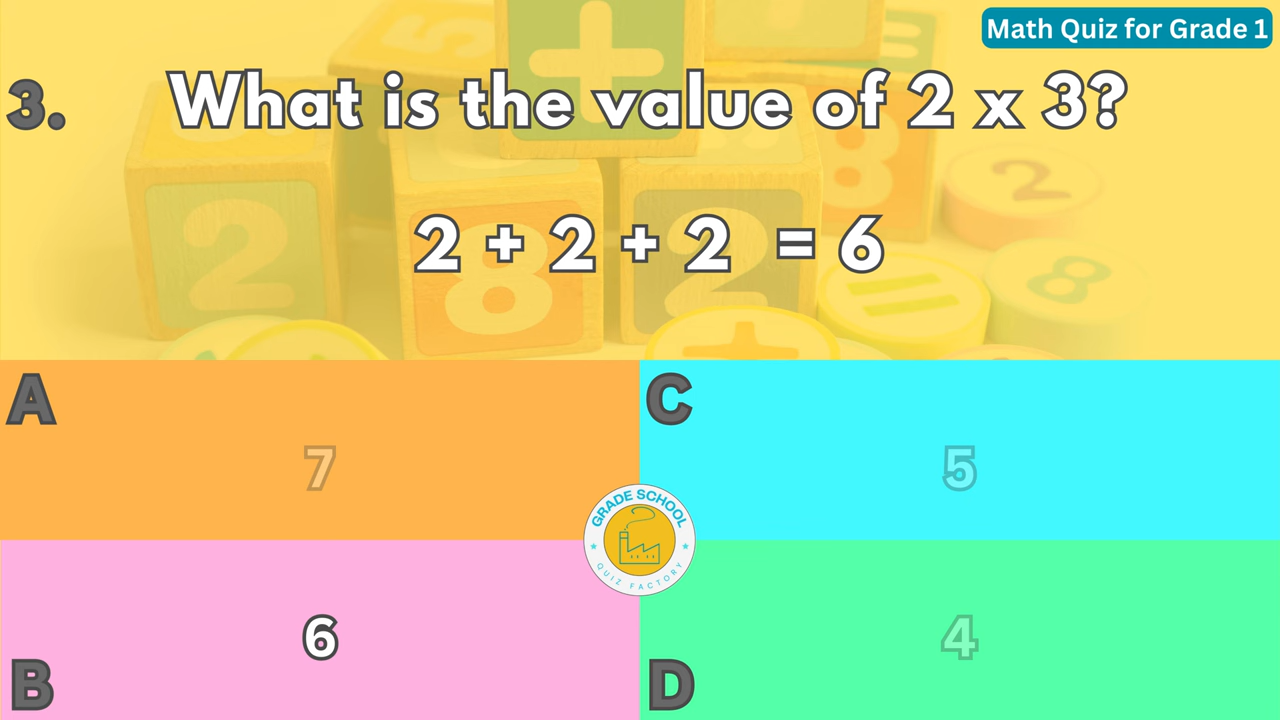 Math Quiz for Grade 1
3. What is the value of 2 x 3?
2 + 2 + 2 = 6
A
7
C
5
GRADE SCHOOL
QUIZ FACTORY
B
6
D
4